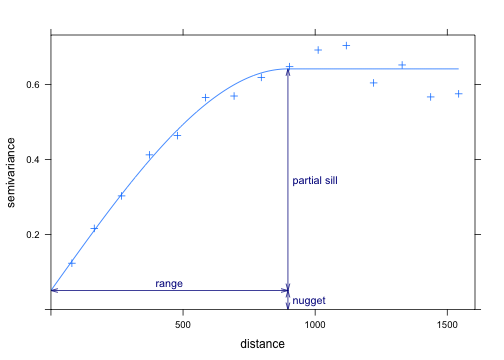 0.6
0.4
0.2
semivariance
partial sill
range
nugget
500
1000
1500
distance